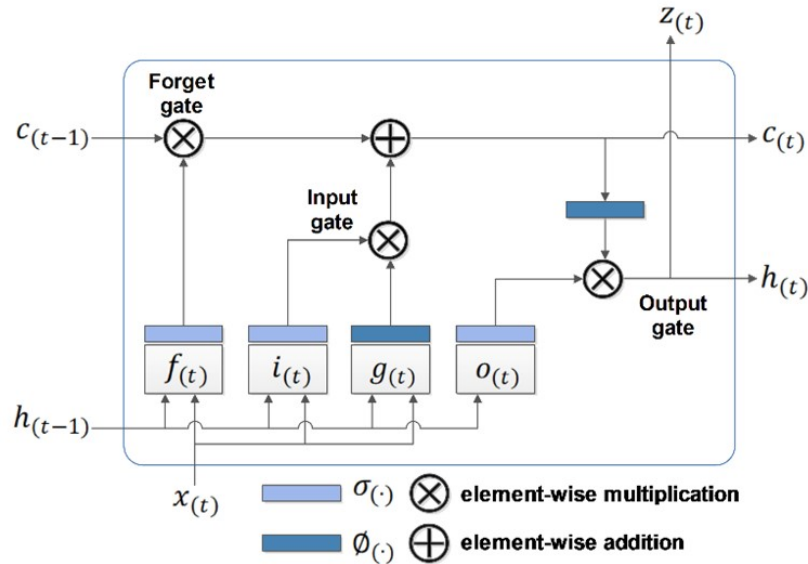 z(t)
Forget
gate
c(t−1)
c(t)
Input
gate
h(t)
Output
gate
f(t)
i(t)
g(t)
o(t)
h(t−1)
x(t)
σ(·) element-wise multiplication
∅(·) element-wise addition